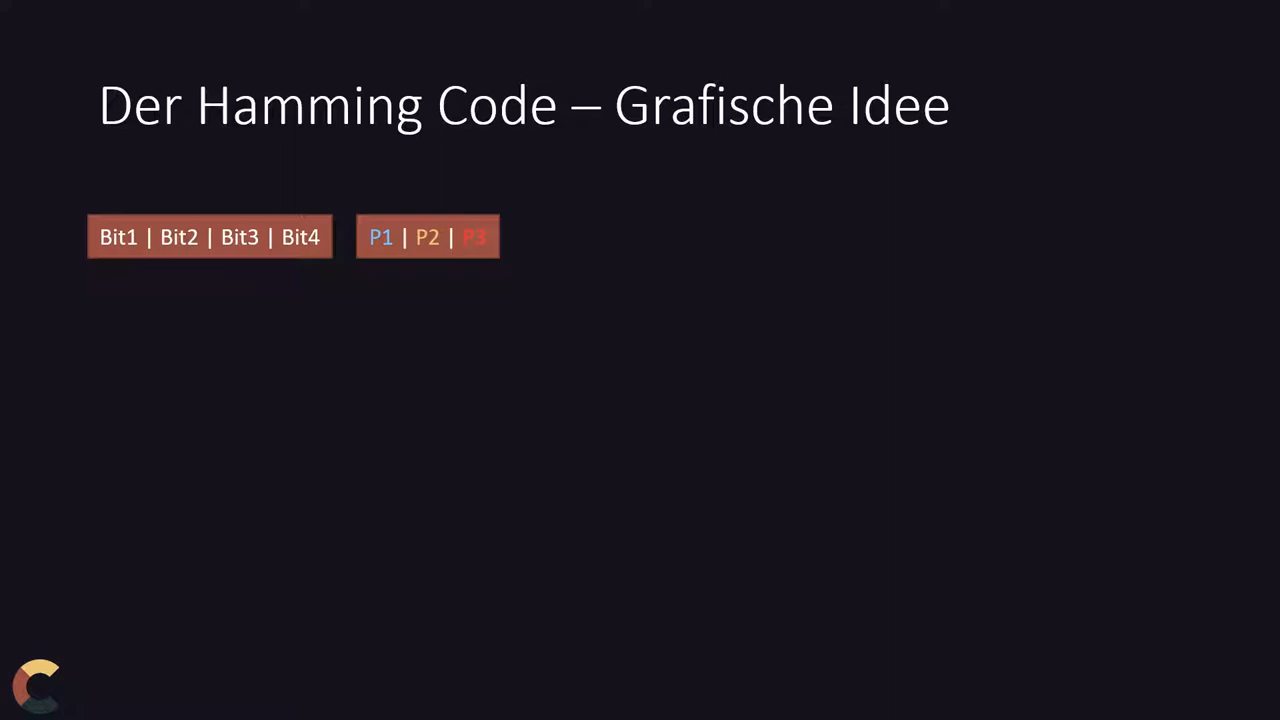 Der Hamming Code – Grafische Idee
Bit1 | Bit2 | Bit3 | Bit4 P1 | P2 | P3